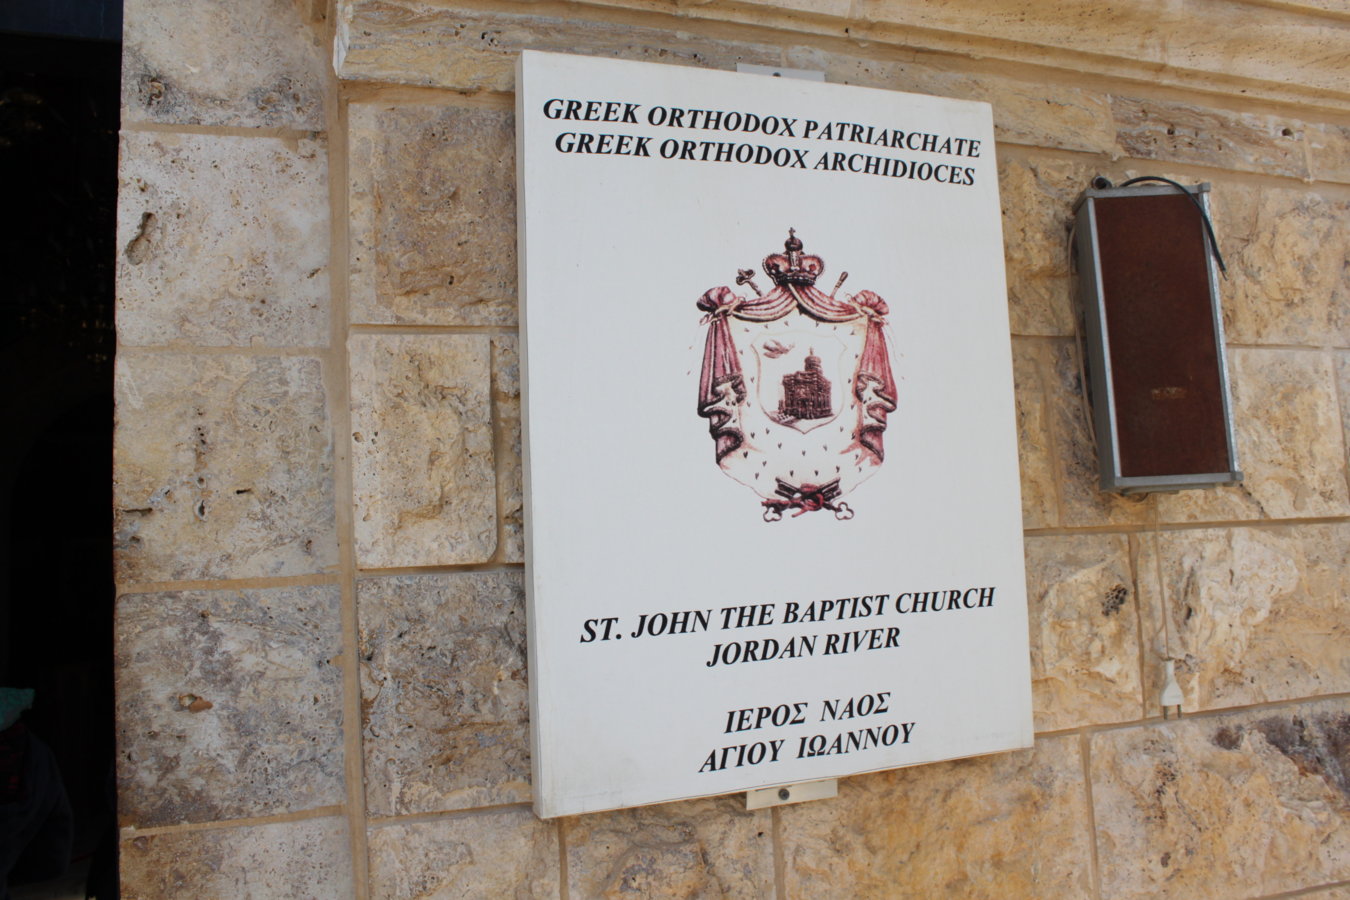 GREEK ORTHODOX PATRIARCHATE
GREEK ORTHODOX ARCHIDIOCES
ST. JOHN THE BAPTIST CHURCH
JORDAN RIVER
ΙΕΡΟΣ ΝΑΟΣ
ΑΓΙΟΥ ΙΩΑΝΝΟΥ